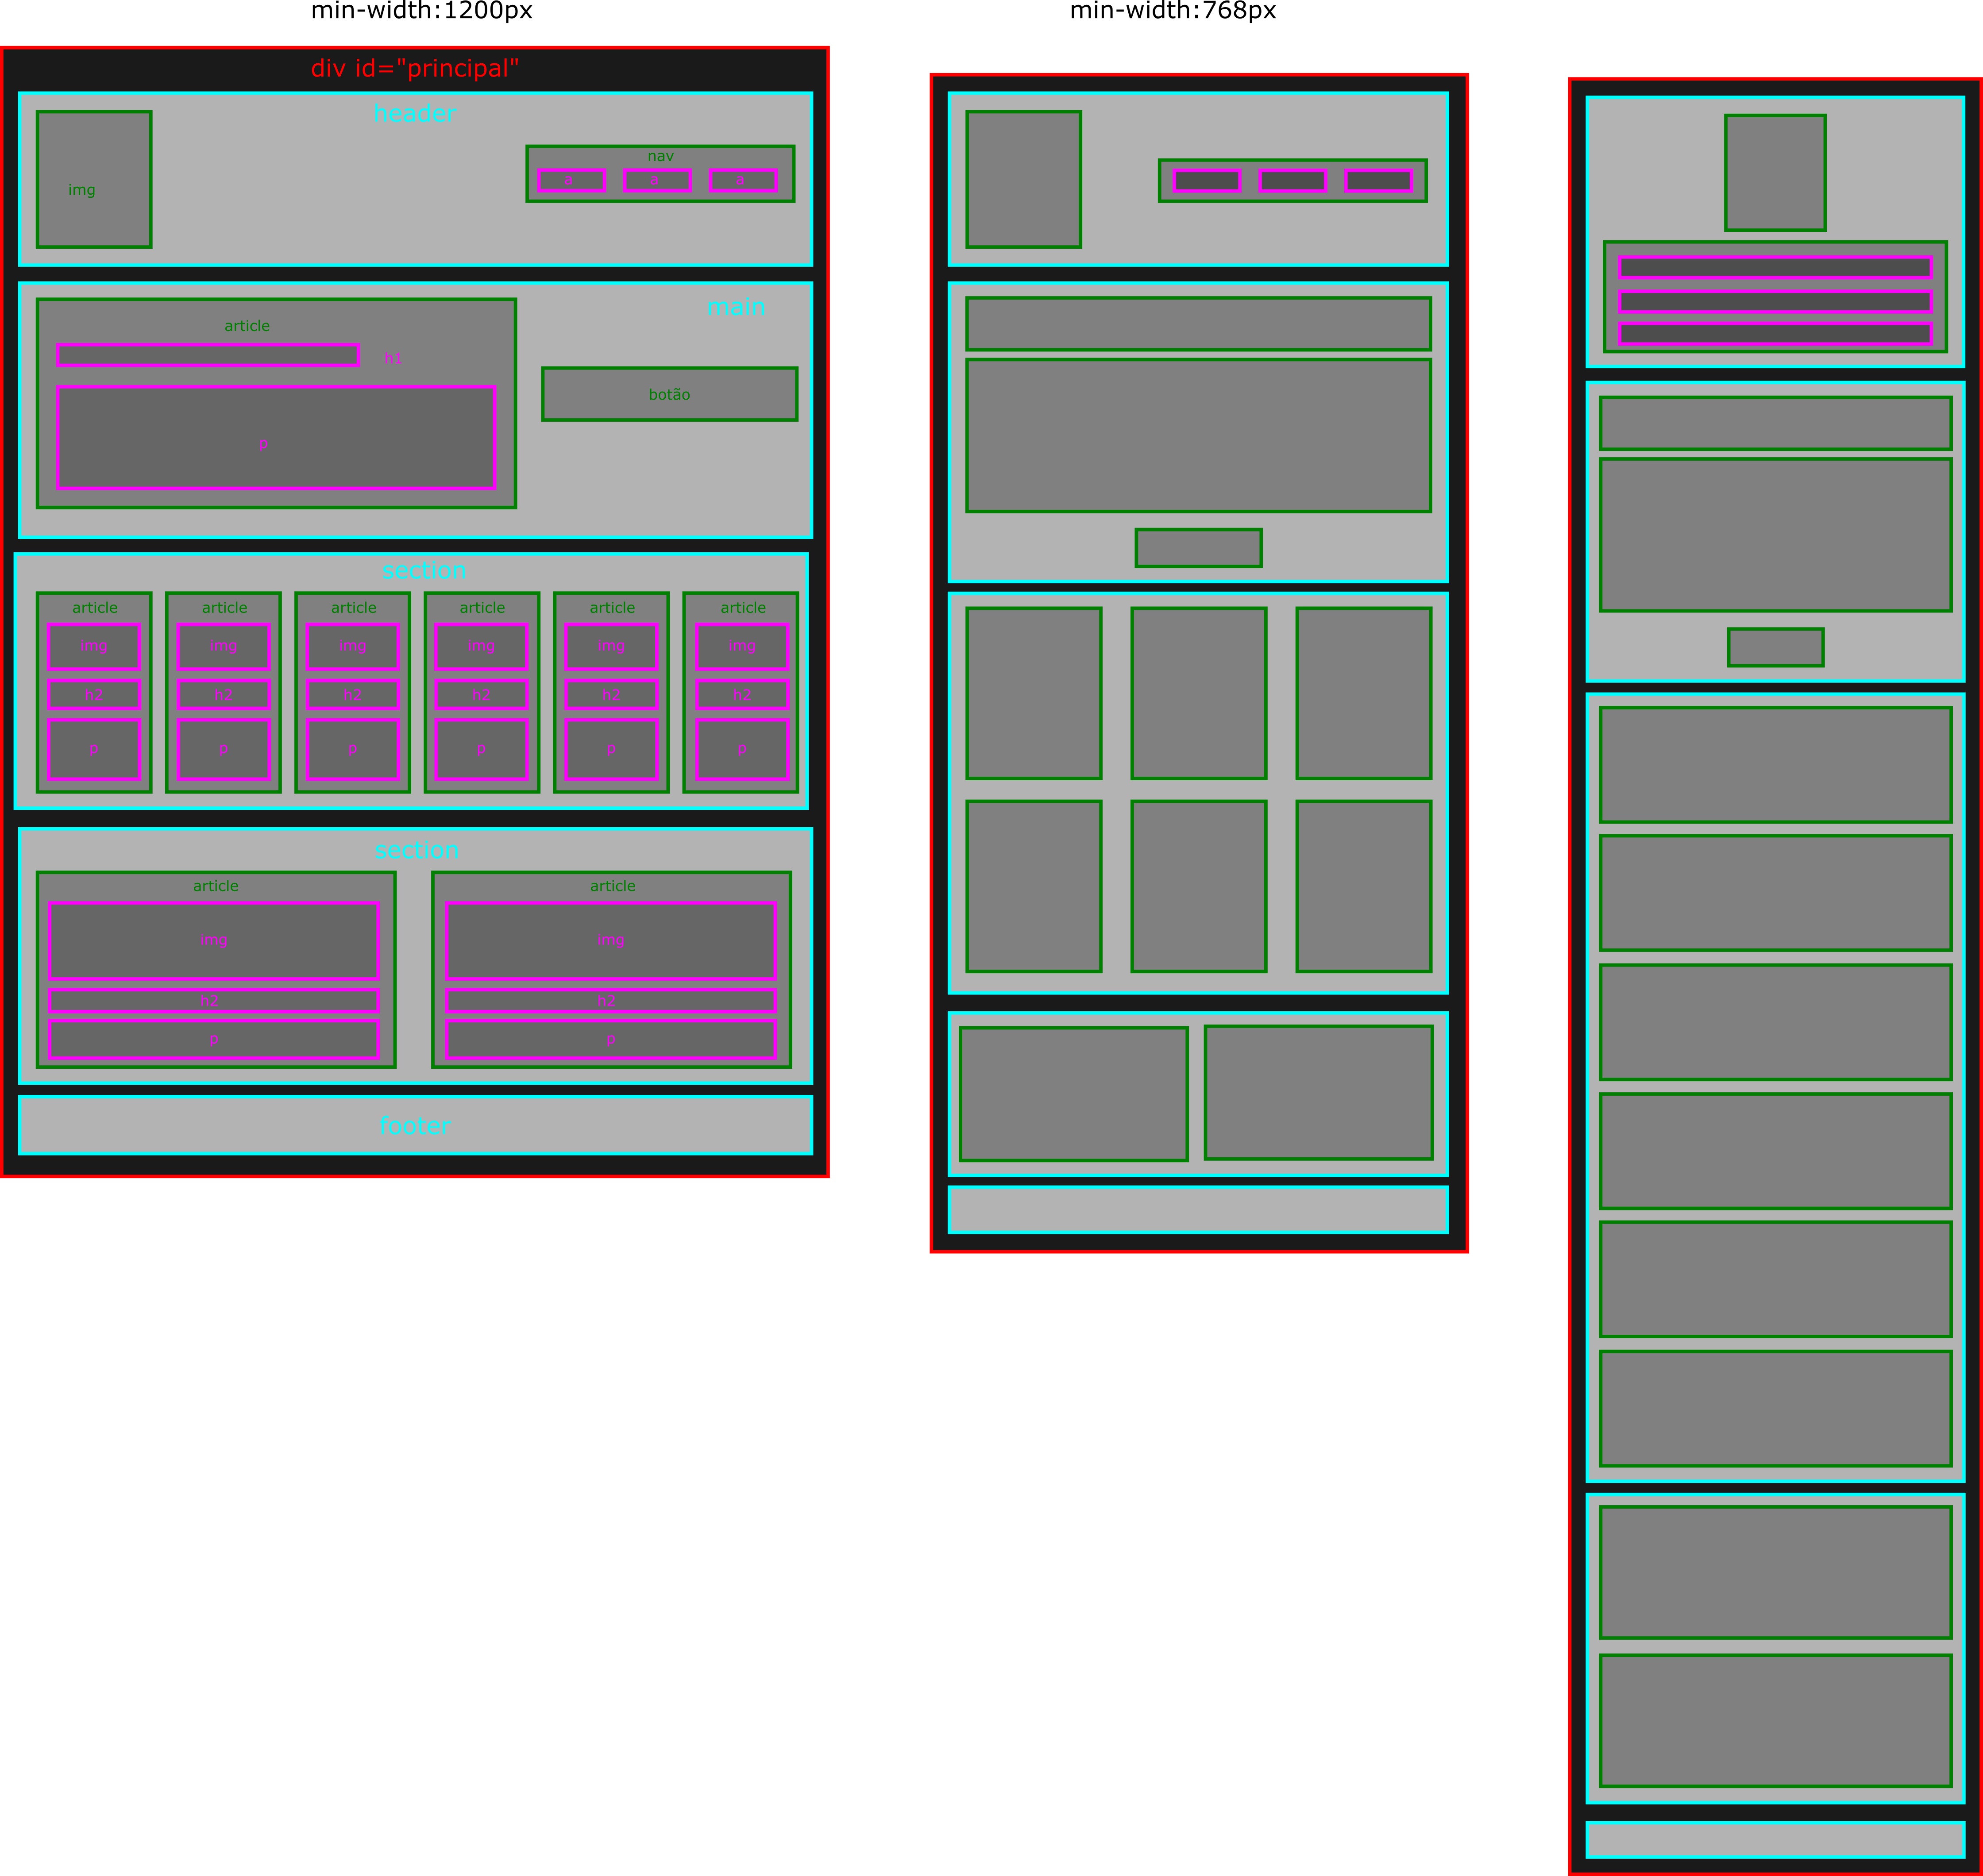 min-width:1200px
min-width:768px
div id="principal"
header
img
nav
a a a
main
article
h1
botão
p
section
article article article article article article
img img img img img img
h2 h2 h2 h2 h2 h2
p p p p p p
section
article article
img img
h2 h2
p p
footer